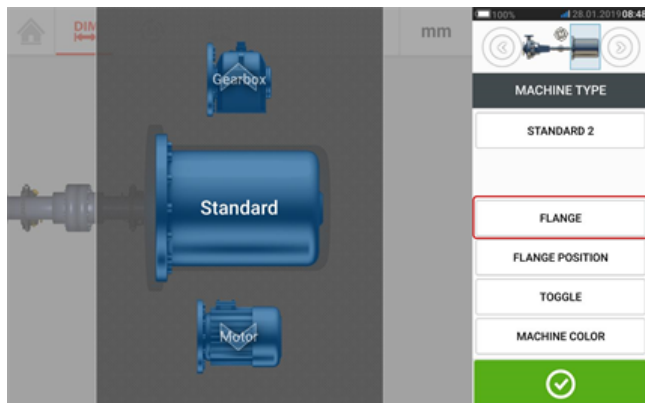 100%
28.01.2019 08:48
DIM
mm
Gearbox
Standard
Motor
MACHINE TYPE
STANDARD 2
FLANGE
FLANGE POSITION
TOGGLE
MACHINE COLOR